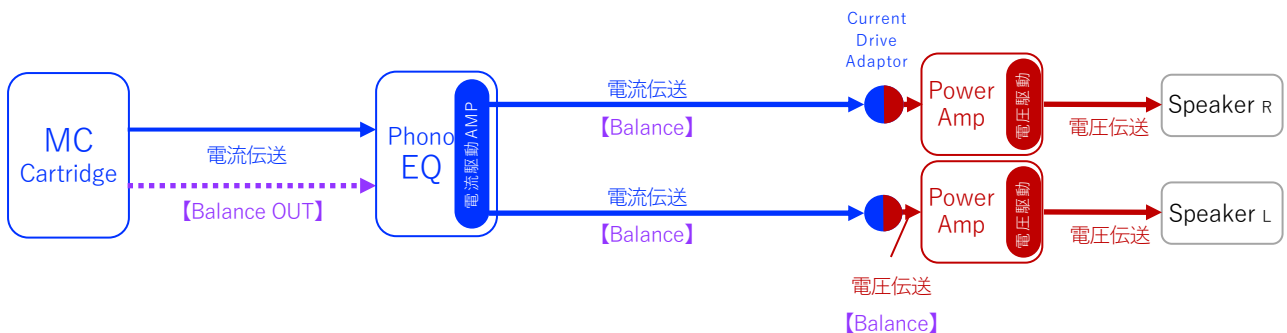 MC
Cartridge
電流伝送
【Balance OUT】
Phono
EQ
電流駆動AMP
電流伝送
【Balance】
電流伝送
【Balance】
Current
Drive
Adaptor
Power
Amp
電圧駆動
電圧伝送
Speaker R
Power
Amp
電圧駆動
電圧伝送
Speaker L
電圧伝送
【Balance】